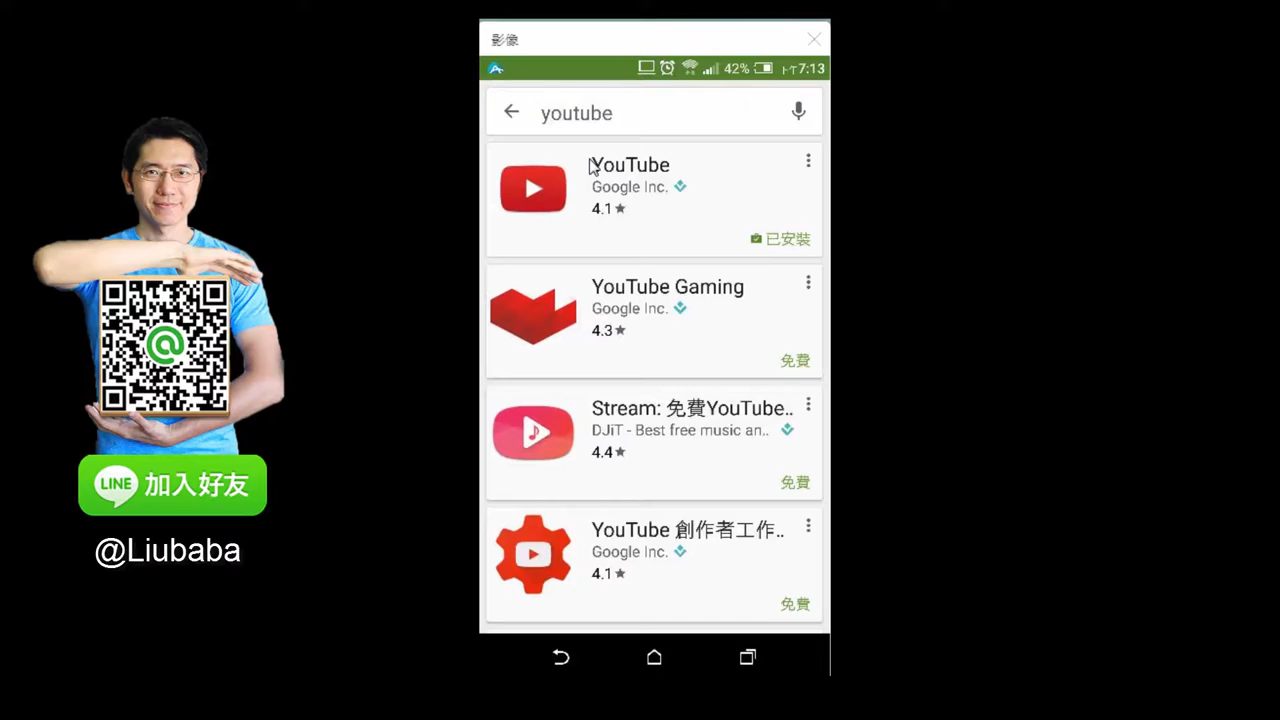 影像
42% 下午7:13
youtube
YouTube
Google Inc.
4.1★
已安裝
YouTube Gaming
Google Inc.
4.3★
免費
Stream: 免費YouTube..
DJiT - Best free music an..
4.4★
免費
YouTube 創作者工作..
Google Inc.
4.1★
免費
@
LINE 加入好友
@Liubaba